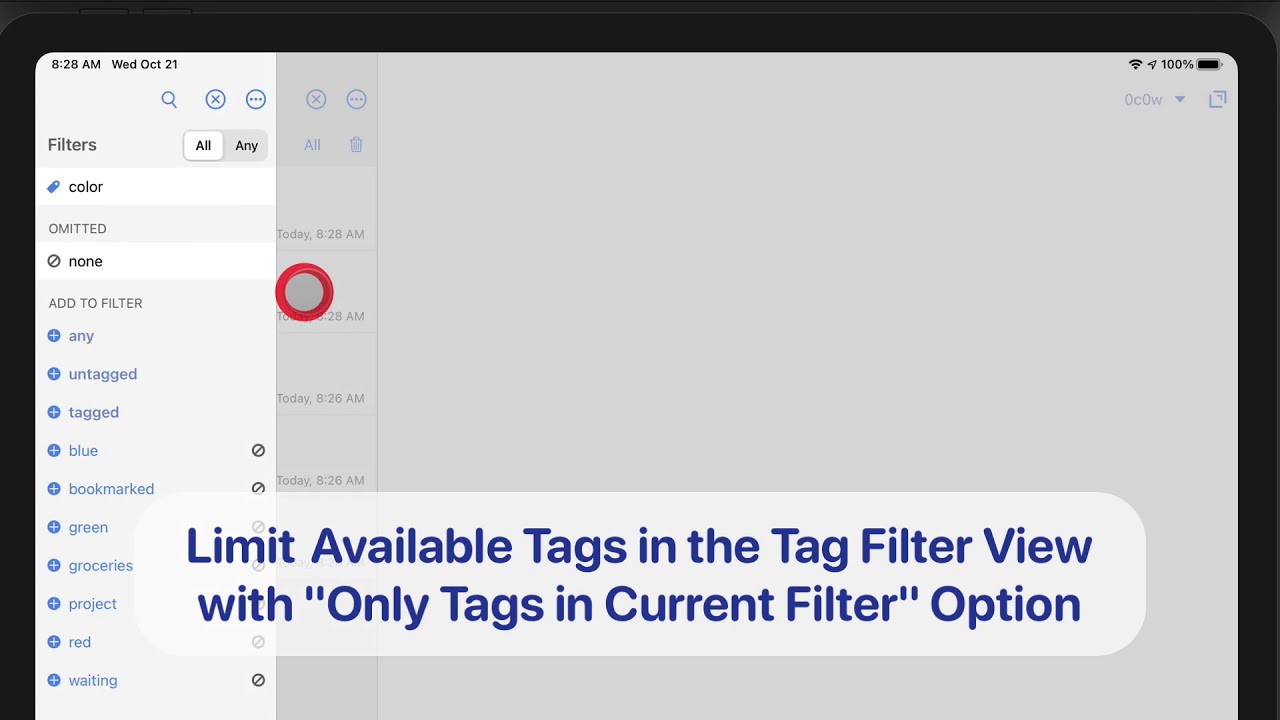 8:28 AM Wed Oct 21
100%
0c0w
Filters
All
Any
All
color
OMITTED
Today, 8:28 AM
none
ADD TO FILTER
Today, 8:28 AM
any
untagged
Today, 8:26 AM
tagged
blue
Today, 8:26 AM
bookmarked
green
groceries
project
red
waiting
Limit Available Tags in the Tag Filter View
with "Only Tags in Current Filter" Option